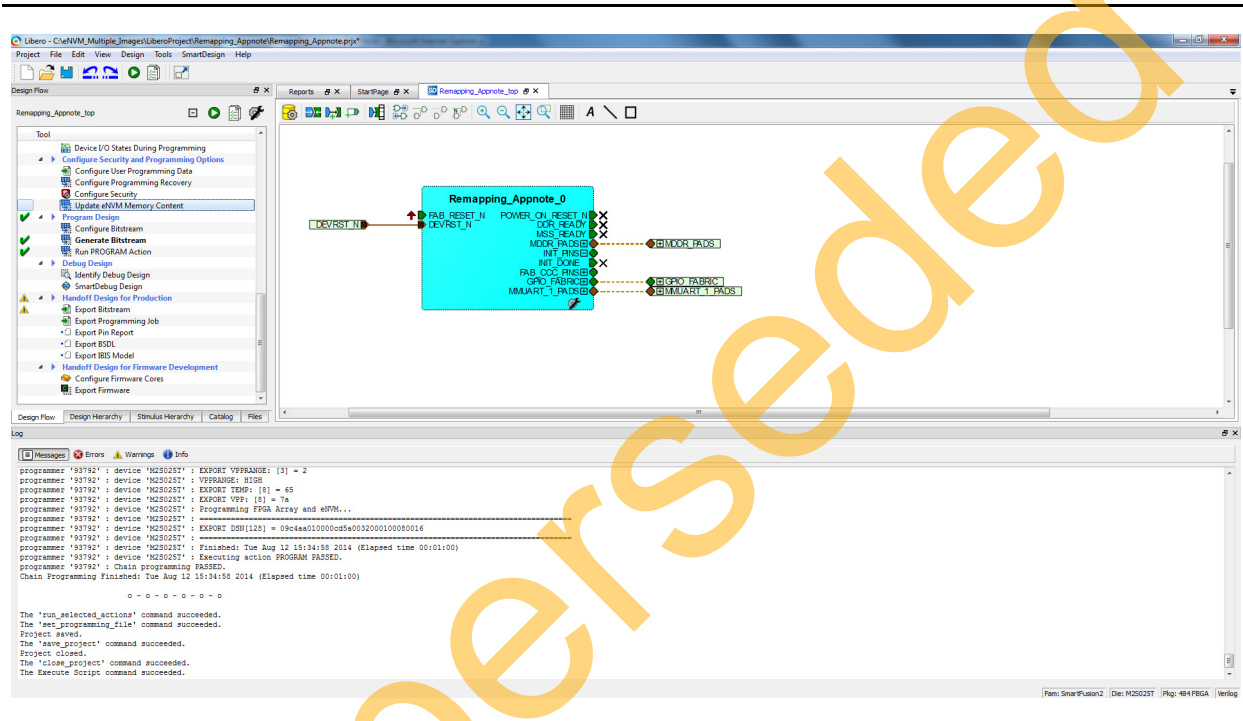 Libero - C:\eNVM_Multiple_Images\LiberoProject\Remapping_Appnote\Remapping_Appnote.prjx*
Project File Edit View Design Tools SmartDesign Help
Design Flow
Reports StartPage Remapping_Appnote_top
Remapping_Appnote_top
Tool
Device I/O States During Programming
Configure Security and Programming Options
Configure User Programming Data
Configure Programming Recovery
Configure Security
Update eNVM Memory Content
Program Design
Configure Bitstream
Generate Bitstream
Run PROGRAM Action
Debug Design
Identify Debug Design
SmartDebug Design
Handoff Design for Production
Export Bitstream
Export Programming Job
Export Pin Report
Export BSDL
Export IBIS Model
Handoff Design for Firmware Development
Configure Firmware Cores
Export Firmware
Design Flow Design Hierarchy Stimulus Hierarchy Catalog Files
Remapping_Appnote_0
FAB_RESET_N POWER_ON_RESET_N
DEVRST_N DEVRST_N DDR_READY
MSS_READY
MDDR_PADS MDDR_PADS
INIT_PINS
INIT_DONE
FAB_CCC_PINS
GPIO_FABRIC GPIO_FABRIC
MMUART_1_PADS MMUART_1_PADS
Log
Messages Errors Warnings Info
programmer '93792' : device 'M2S025T' : EXPORT VPPRANGE: [3] = 2
programmer '93792' : device 'M2S025T' : VPPRANGE: HIGH
programmer '93792' : device 'M2S025T' : EXPORT TEMP: [8] = 65
programmer '93792' : device 'M2S025T' : EXPORT VPP: [8] = 7a
programmer '93792' : device 'M2S025T' : Programming FPGA Array and eNVM...
programmer '93792' : device 'M2S025T' : ==========================================================================
programmer '93792' : device 'M2S025T' : EXPORT DSN[128] = 09c4aa010000cd5a0032000100080016
programmer '93792' : device 'M2S025T' : ==========================================================================
programmer '93792' : device 'M2S025T' : Finished: Tue Aug 12 15:34:58 2014 (Elapsed time 00:01:00)
programmer '93792' : device 'M2S025T' : Executing action PROGRAM PASSED.
programmer '93792' : Chain programming PASSED.
Chain Programming Finished: Tue Aug 12 15:34:58 2014 (Elapsed time 00:01:00)
o - o - o - o - o - o
The 'run_selected_actions' command succeeded.
The 'set_programming_file' command succeeded.
Project saved.
The 'save_project' command succeeded.
Project closed.
The 'close_project' command succeeded.
The Execute Script command succeeded.
Fam: SmartFusion2 Die: M2S025T Pkg: 484 FBGA Verilog
perseded